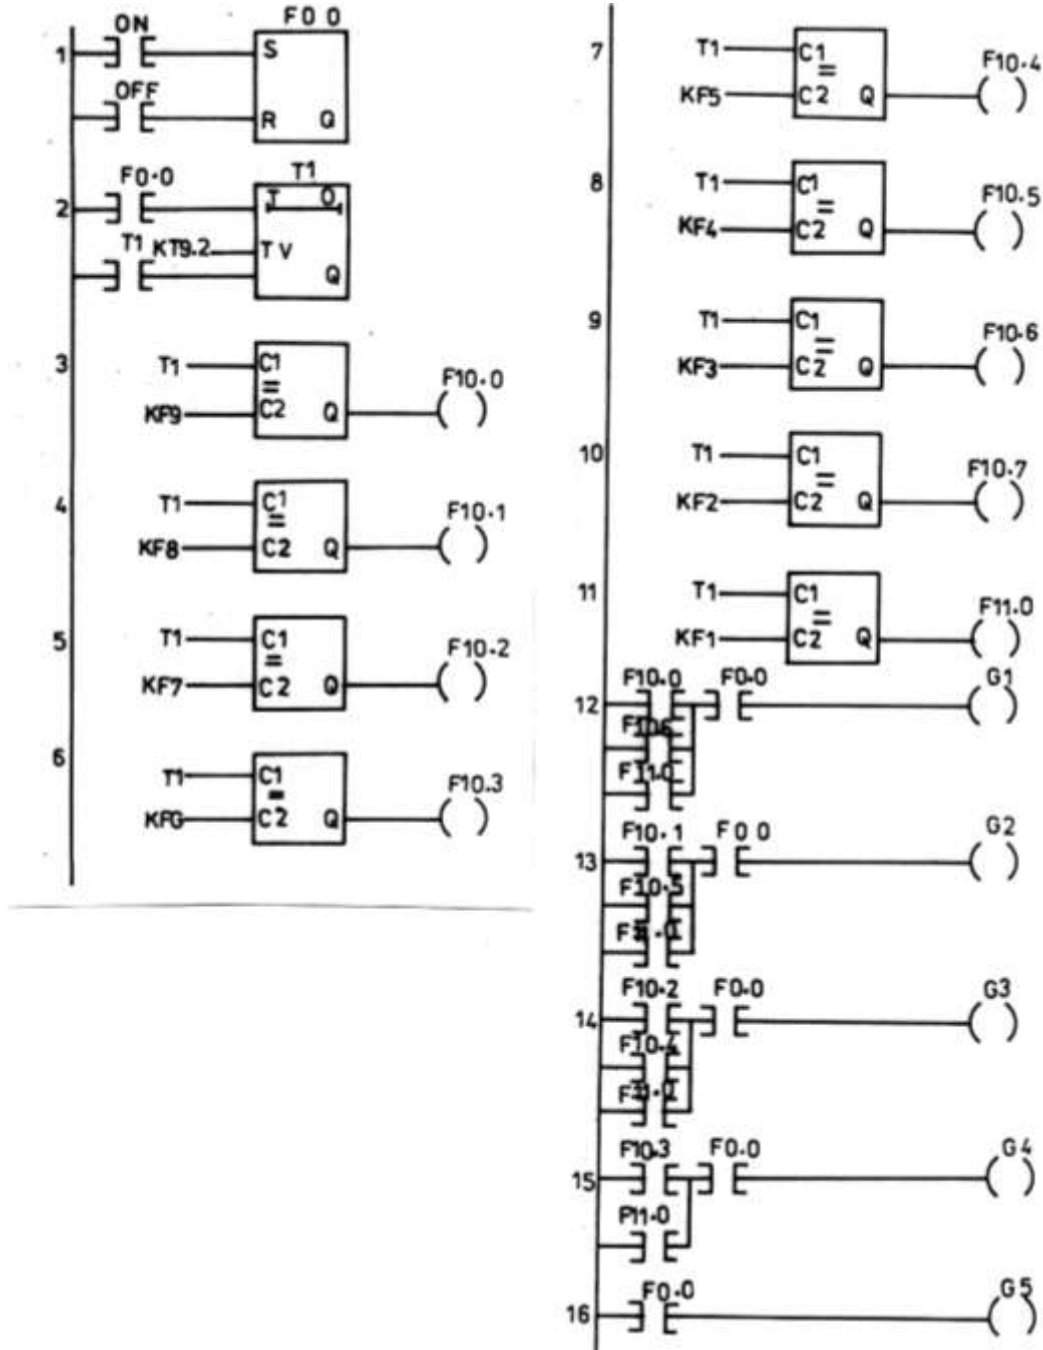 1
ON
F0 0
S
OFF
R Q
2
F0·0
T1
T O
T1 KT9.2
TV
Q
3
T1 C1
=
KF9 C2 Q
F10·0
4
T1 C1
=
KF8 C2 Q
F10·1
5
T1 C1
=
KF7 C2 Q
F10·2
6
T1 C1
=
KFG C2 Q
F10·3
7
T1 C1
=
KF5 C2 Q
F10·4
8
T1 C1
=
KF4 C2 Q
F10·5
9
T1 C1
=
KF3 C2 Q
F10·6
10
T1 C1
=
KF2 C2 Q
F10·7
11
T1 C1
=
KF1 C2 Q
F11.0
12
F10·0 F0·0 G1
F11.0
13
F10·1 F0 0 G2
F10·5
14
F10·2 F0·0 G3
F10·4
15
F10·3 F0·0 G4
P11·0
16
F0·0 G5